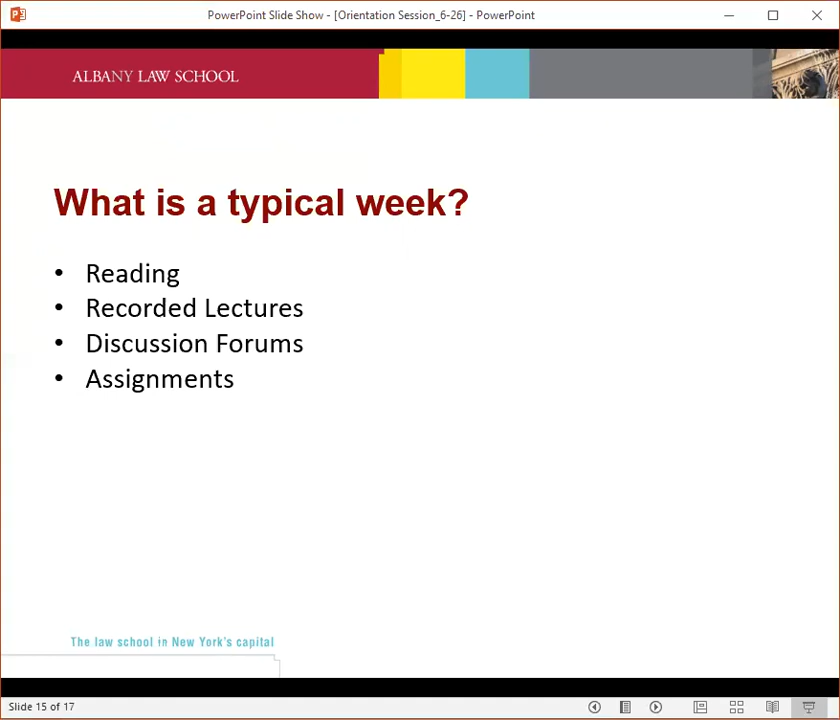 PowerPoint Slide Show - [Orientation Session_6-26] - PowerPoint
ALBANY LAW SCHOOL
What is a typical week?
• Reading
• Recorded Lectures
• Discussion Forums
• Assignments
The law school in New York's capital
Slide 15 of 17